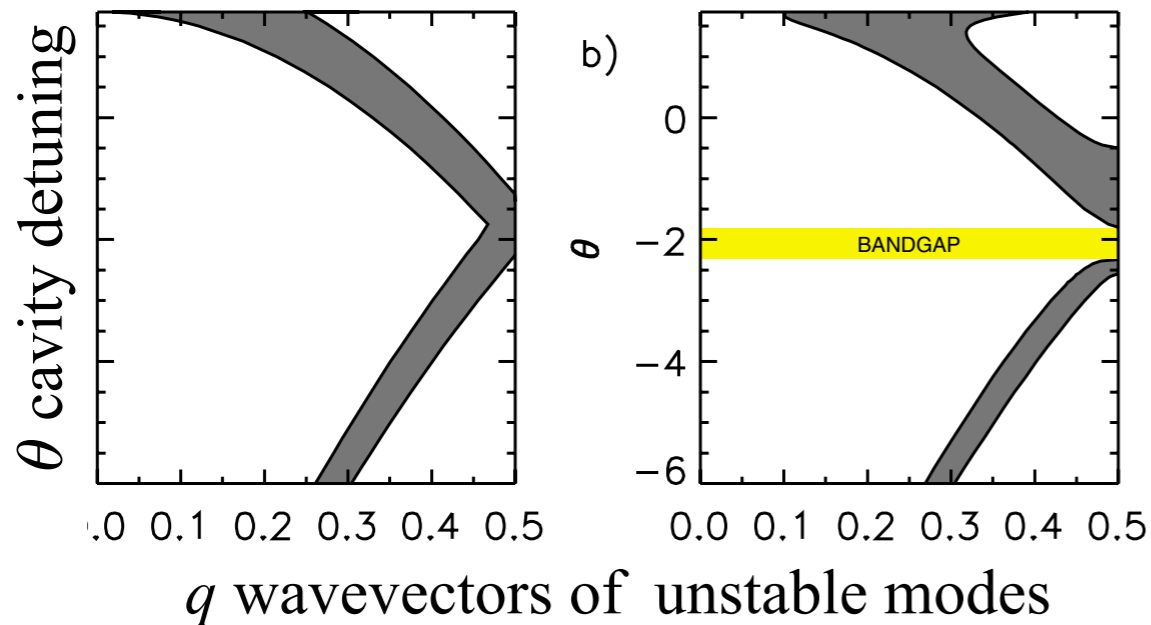 θ cavity detuning
b)
θ
0
−2
−4
−6
BANDGAP
.0 0.1 0.2 0.3 0.4 0.5
0.0 0.1 0.2 0.3 0.4 0.5
q wavevectors of unstable modes